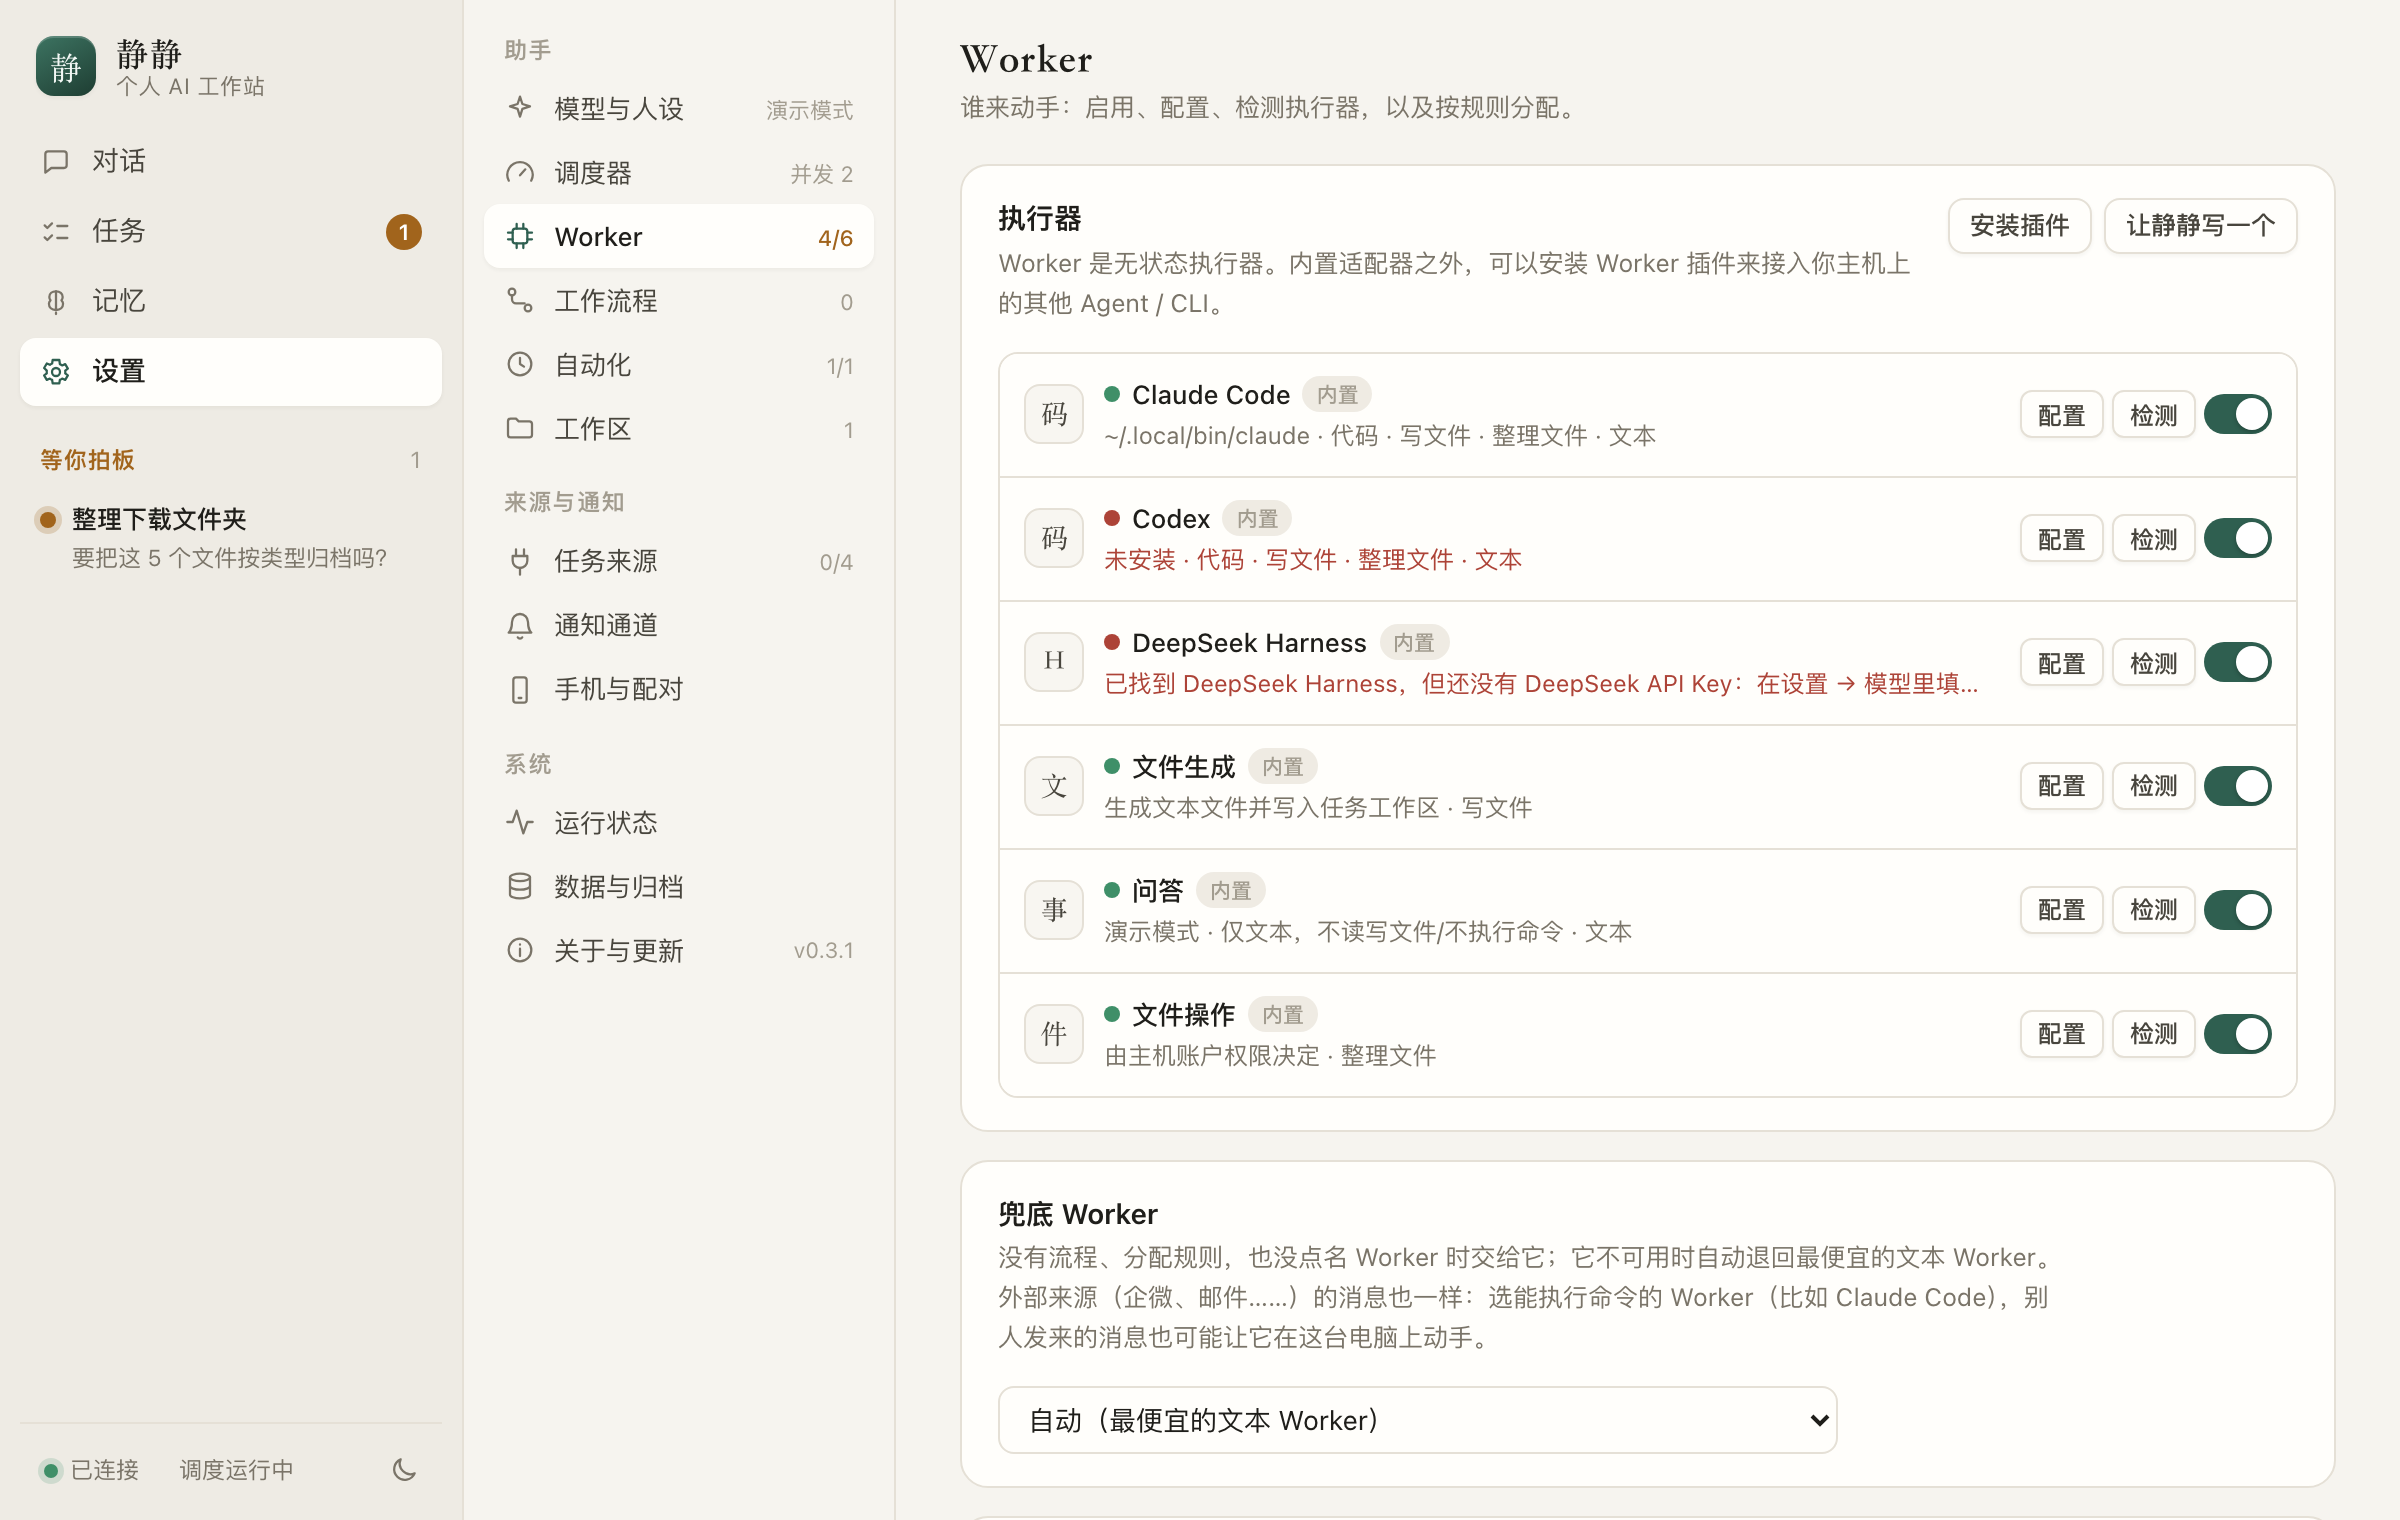 静
静静
个人 AI 工作站
对话
任务
1
记忆
设置
等你拍板
1
整理下载文件夹
要把这 5 个文件按类型归档吗?
已连接
调度运行中
助手
模型与人设
演示模式
调度器
并发 2
Worker
4/6
工作流程
0
自动化
1/1
工作区
1
来源与通知
任务来源
0/4
通知通道
手机与配对
系统
运行状态
数据与归档
关于与更新
v0.3.1
Worker
谁来动手：启用、配置、检测执行器，以及按规则分配。
执行器
Worker 是无状态执行器。内置适配器之外，可以安装 Worker 插件来接入你主机上
的其他 Agent / CLI。
安装插件
让静静写一个
码
Claude Code
内置
~/.local/bin/claude · 代码 · 写文件 · 整理文件 · 文本
配置
检测
码
Codex
内置
未安装 · 代码 · 写文件 · 整理文件 · 文本
配置
检测
H
DeepSeek Harness
内置
已找到 DeepSeek Harness，但还没有 DeepSeek API Key：在设置 → 模型里填...
配置
检测
文
文件生成
内置
生成文本文件并写入任务工作区 · 写文件
配置
检测
事
问答
内置
演示模式 · 仅文本，不读写文件/不执行命令 · 文本
配置
检测
件
文件操作
内置
由主机账户权限决定 · 整理文件
配置
检测
兜底 Worker
没有流程、分配规则，也没点名 Worker 时交给它；它不可用时自动退回最便宜的文本 Worker。
外部来源（企微、邮件……）的消息也一样：选能执行命令的 Worker（比如 Claude Code），别
人发来的消息也可能让它在这台电脑上动手。
自动（最便宜的文本 Worker）